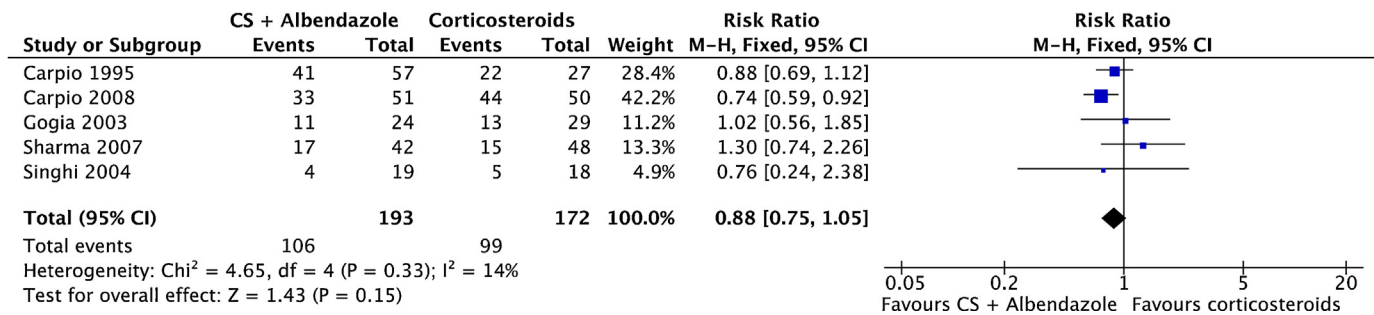 CS + Albendazole Corticosteroids Risk Ratio Risk Ratio
Study or Subgroup Events Total Events Total Weight M-H, Fixed, 95% CI M-H, Fixed, 95% CI
Carpio 1995 41 57 22 27 28.4% 0.88 [0.69, 1.12]
Carpio 2008 33 51 44 50 42.2% 0.74 [0.59, 0.92]
Gogia 2003 11 24 13 29 11.2% 1.02 [0.56, 1.85]
Sharma 2007 17 42 15 48 13.3% 1.30 [0.74, 2.26]
Singhi 2004 4 19 5 18 4.9% 0.76 [0.24, 2.38]
Total (95% CI) 193 172 100.0% 0.88 [0.75, 1.05]
Total events 106 99
Heterogeneity: Chi² = 4.65, df = 4 (P = 0.33); I² = 14%
Test for overall effect: Z = 1.43 (P = 0.15)
0.05 0.2 1 5 20
Favours CS + Albendazole Favours corticosteroids